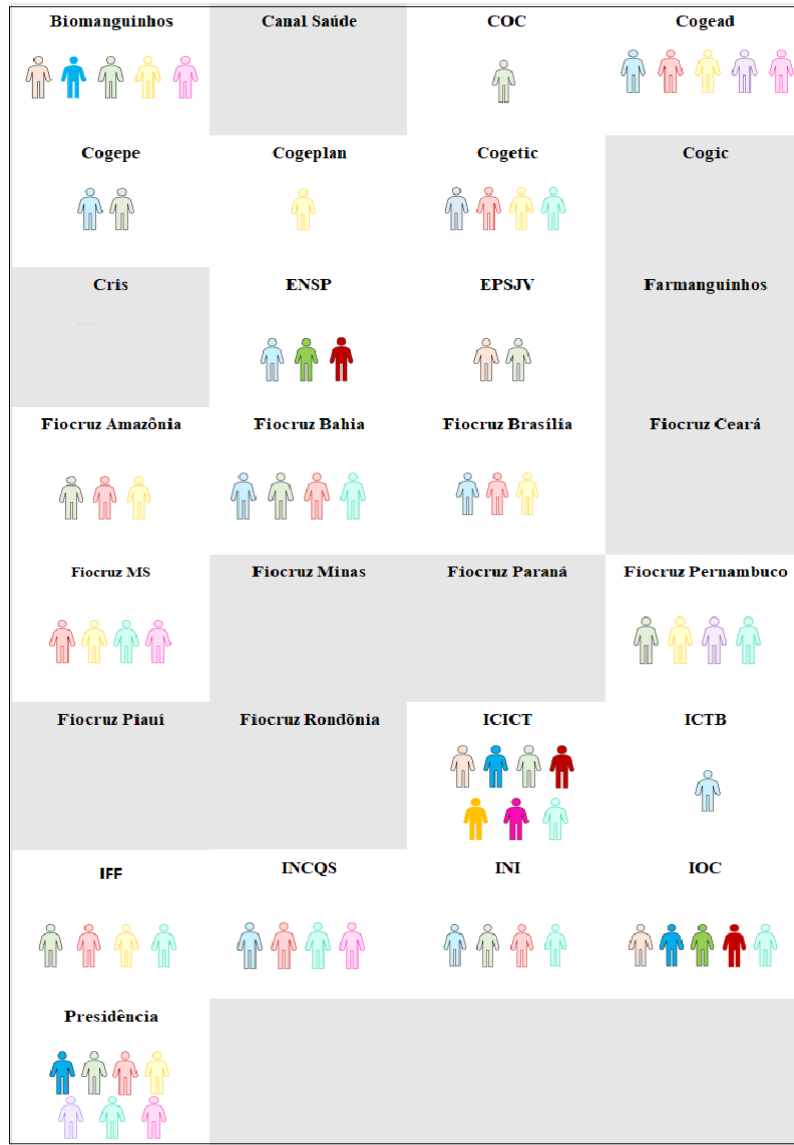 Biomanguinhos
Canal Saúde
COC
Cogead
Cogepe
Cogeplan
Cogetic
Cogic
Cris
ENSP
EPSJV
Farmanguinhos
Fiocruz Amazônia
Fiocruz Bahia
Fiocruz Brasília
Fiocruz Ceará
Fiocruz MS
Fiocruz Minas
Fiocruz Paraná
Fiocruz Pernambuco
Fiocruz Piauí
Fiocruz Rondônia
ICICT
ICTB
IFF
INCQS
INI
IOC
Presidência